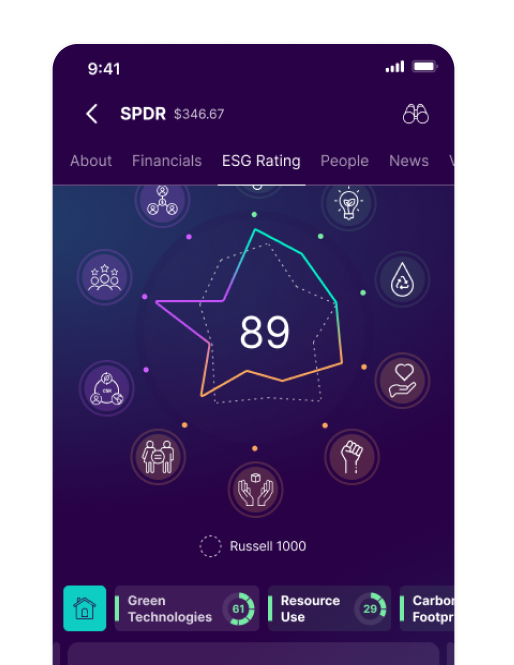 9:41
SPDR $346.67
About Financials ESG Rating People News
89
Russell 1000
Green
Technologies
61
Resource
Use
29
Carbor
Footpr